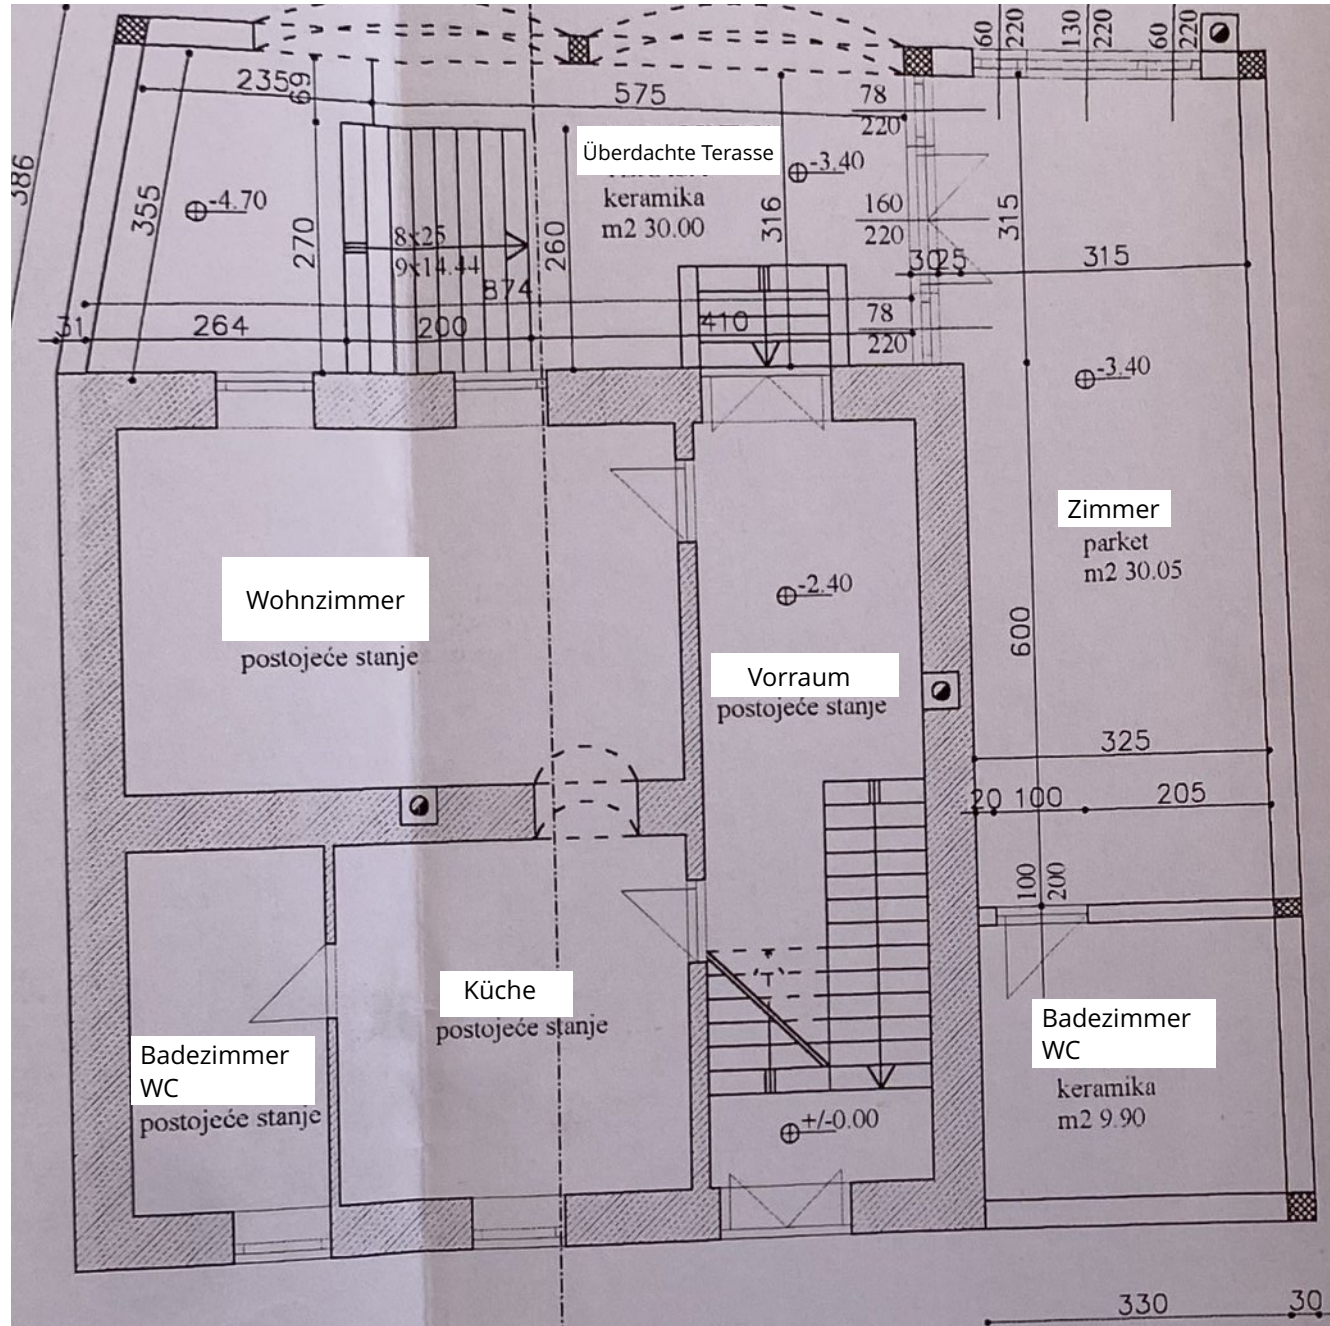 60
220
130
220
60
220
235
69
575
78
220
Überdachte Terasse
-3.40
386
355
-4.70
keramika
m2 30.00
160
220
316
315
270
8x25
9x14.44
260
30
25
315
874
31
264
200
410
78
220
-3.40
Zimmer
parket
m2 30.05
-2.40
Wohnzimmer
postojeće stanje
600
Vorraum
postojeće stanje
325
20
100
205
100
200
Küche
postojeće stanje
Badezimmer
WC
postojeće stanje
Badezimmer
WC
keramika
m2 9.90
+/-0.00
330
30